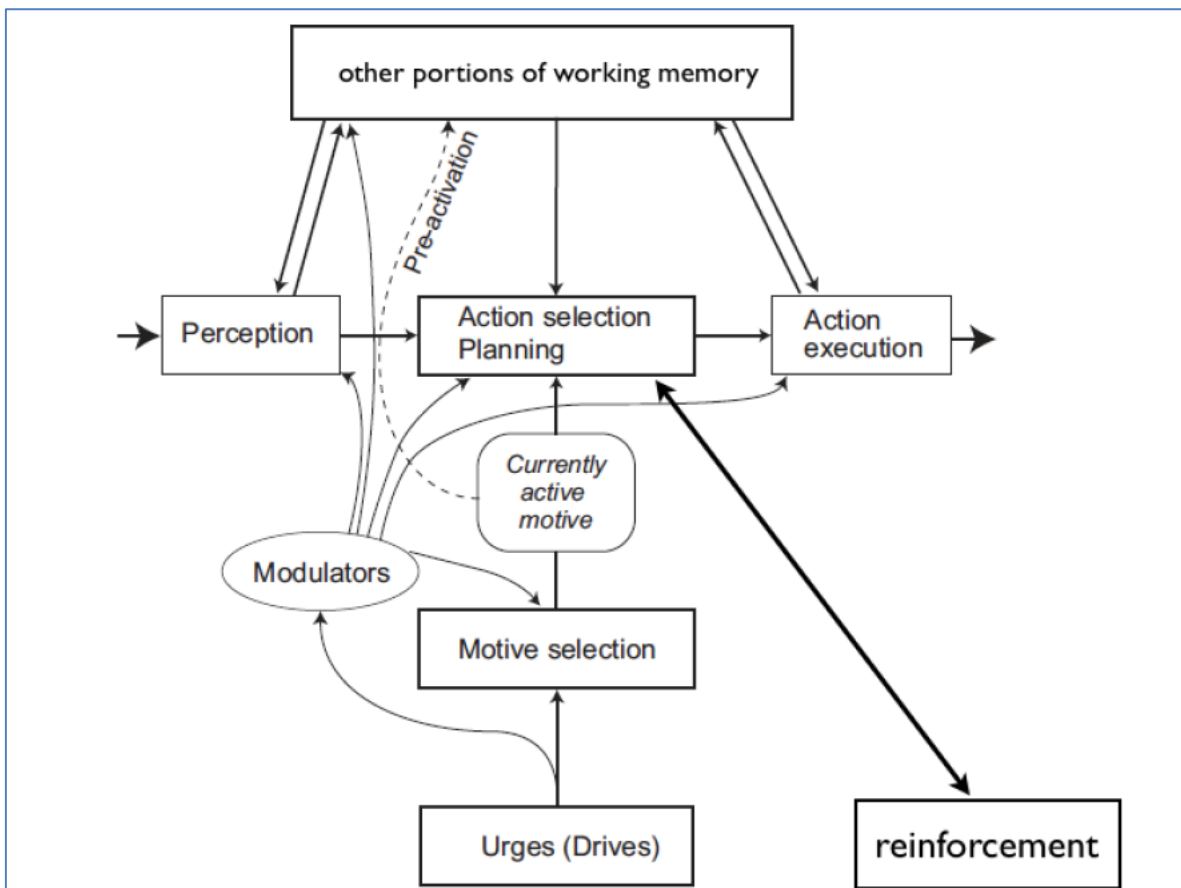 other portions of working memory
Pre-activation
Perception
Action selection
Planning
Action
execution
Currently
active
motive
Modulators
Motive selection
Urges (Drives)
reinforcement